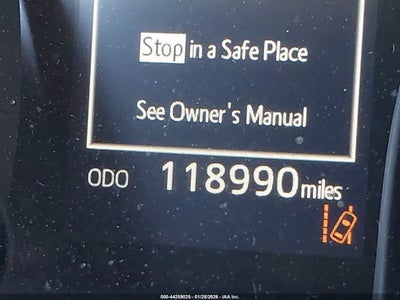 Stop in a Safe Place
See Owner's Manual
ODO 118990 miles
000-44259025 - 01/28/2026 - IAA Inc.